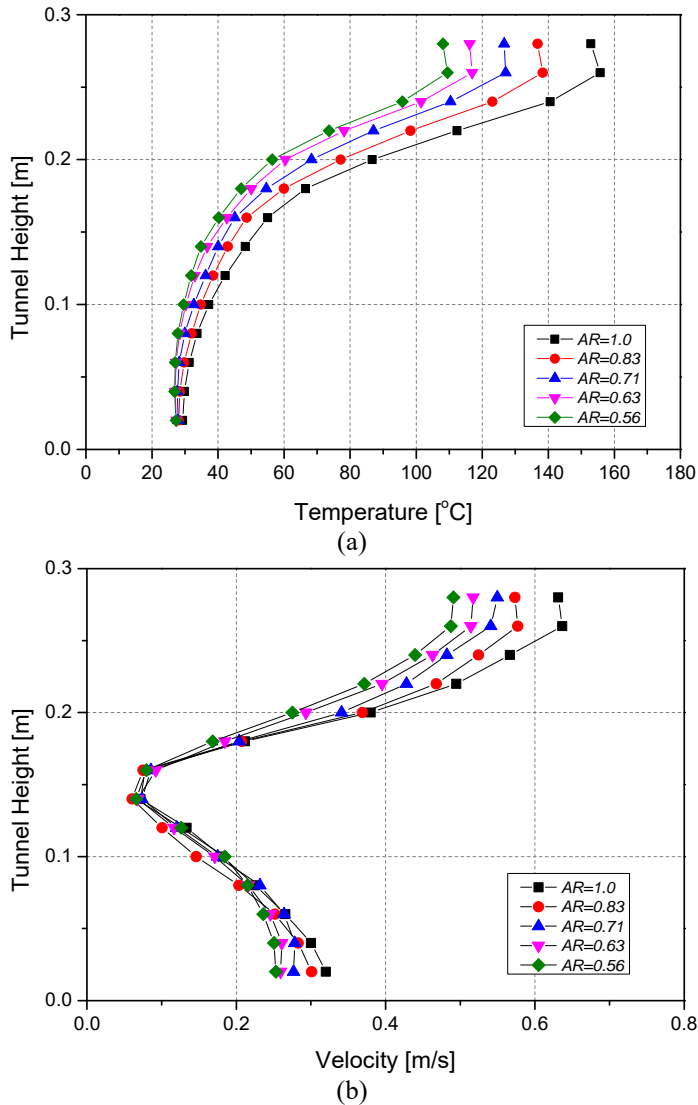 0.3
0.2
0.1
0.0
Tunnel Height [m]
0 20 40 60 80 100 120 140 160 180
Temperature [°C]
AR=1.0
AR=0.83
AR=0.71
AR=0.63
AR=0.56
(a)
0.3
0.2
0.1
0.0
Tunnel Height [m]
0.0 0.2 0.4 0.6 0.8
Velocity [m/s]
AR=1.0
AR=0.83
AR=0.71
AR=0.63
AR=0.56
(b)